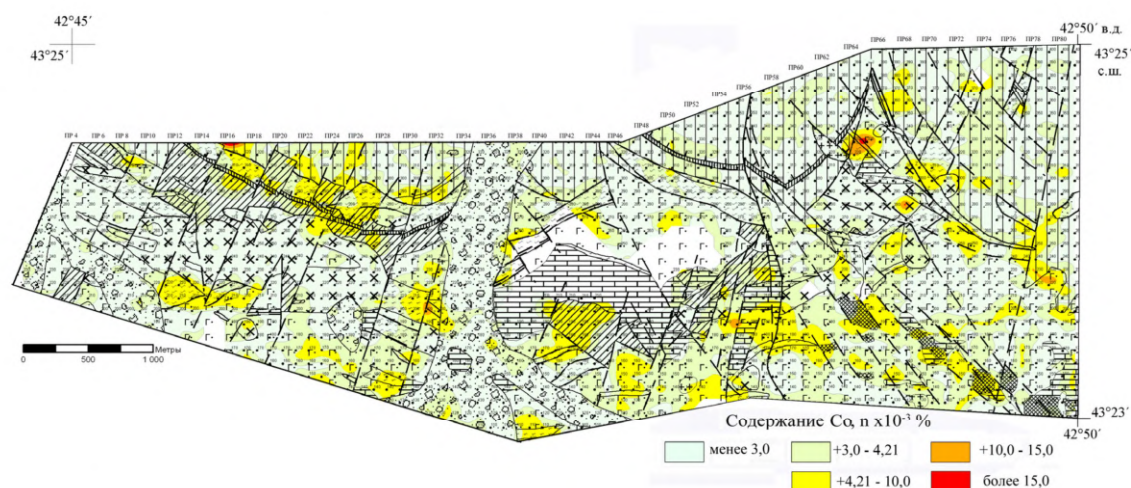 42°45´
43°25´
42°50´ в.д.
43°25´
с.ш.
ПР 4 ПР 6 ПР 8 ПР10 ПР12 ПР14 ПР16 ПР18 ПР20 ПР22 ПР24 ПР26 ПР28 ПР30 ПР32 ПР34 ПР36 ПР38 ПР40 ПР42 ПР44 ПР46 ПР48 ПР50 ПР52 ПР54 ПР56 ПР58 ПР60 ПР62 ПР64 ПР66 ПР68 ПР70 ПР72 ПР74 ПР76 ПР78 ПР80
0 500 1 000 Метры
43°23´
42°50´
Содержание Co, n x10⁻³ %
менее 3,0
+3,0 - 4,21
+10,0 - 15,0
+4,21 - 10,0
более 15,0